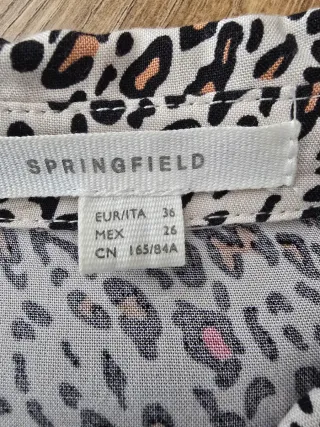 SPRINGFIELD
EUR/ITA 36
MEX 26
CN 165/84A